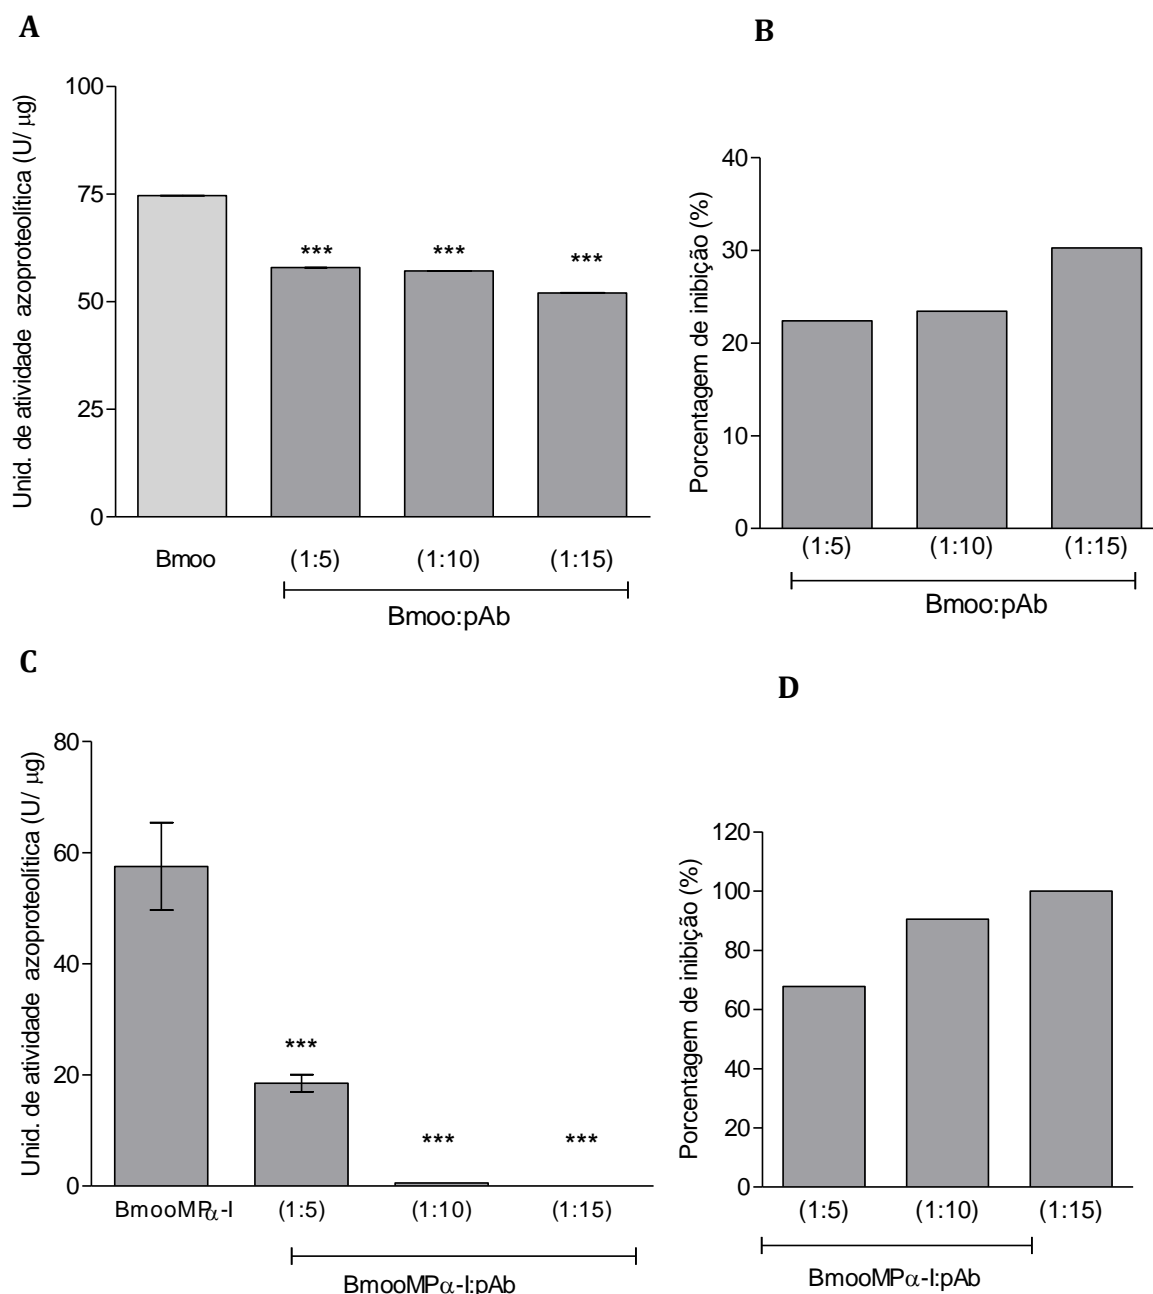 A
Unid. de atividade azoproteolítica (U/ μg)
100
75
50
25
0
***
***
***
Bmoo
(1:5)
(1:10)
(1:15)
Bmoo:pAb
B
Porcentagem de inibição (%)
40
30
20
10
0
(1:5)
(1:10)
(1:15)
Bmoo:pAb
C
Unid. de atividade azoproteolítica (U/ μg)
80
60
40
20
0
***
***
***
BmooMPα-I
(1:5)
(1:10)
(1:15)
BmooMPα-I:pAb
D
Porcentagem de inibição (%)
120
100
80
60
40
20
0
(1:5)
(1:10)
(1:15)
BmooMPα-I:pAb